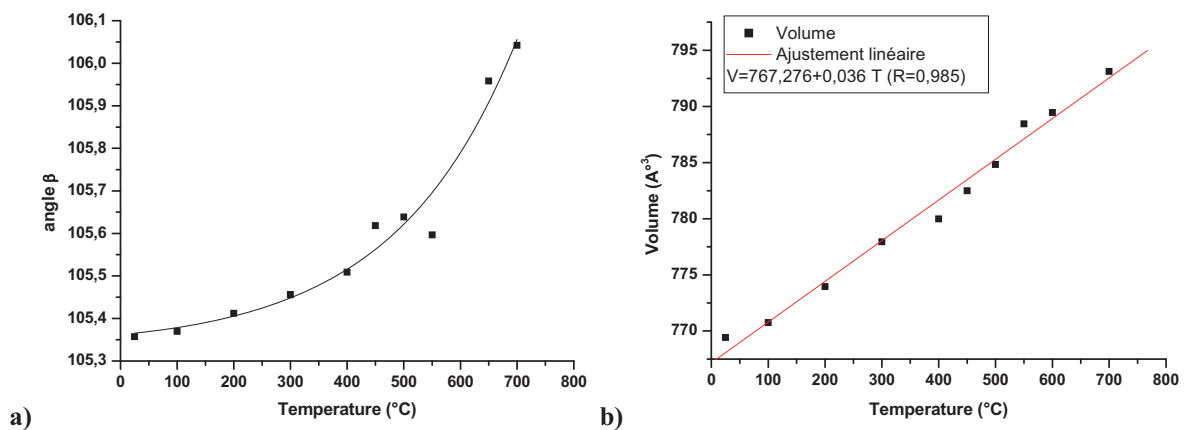 106,1
106,0
105,9
105,8
105,7
105,6
105,5
105,4
105,3
angle β
0 100 200 300 400 500 600 700 800
Temperature (°C)
a)
Volume
Ajustement linéaire
V=767,276+0,036 T (R=0,985)
795
790
785
780
775
770
Volume (A°³)
0 100 200 300 400 500 600 700 800
Temperature (°C)
b)